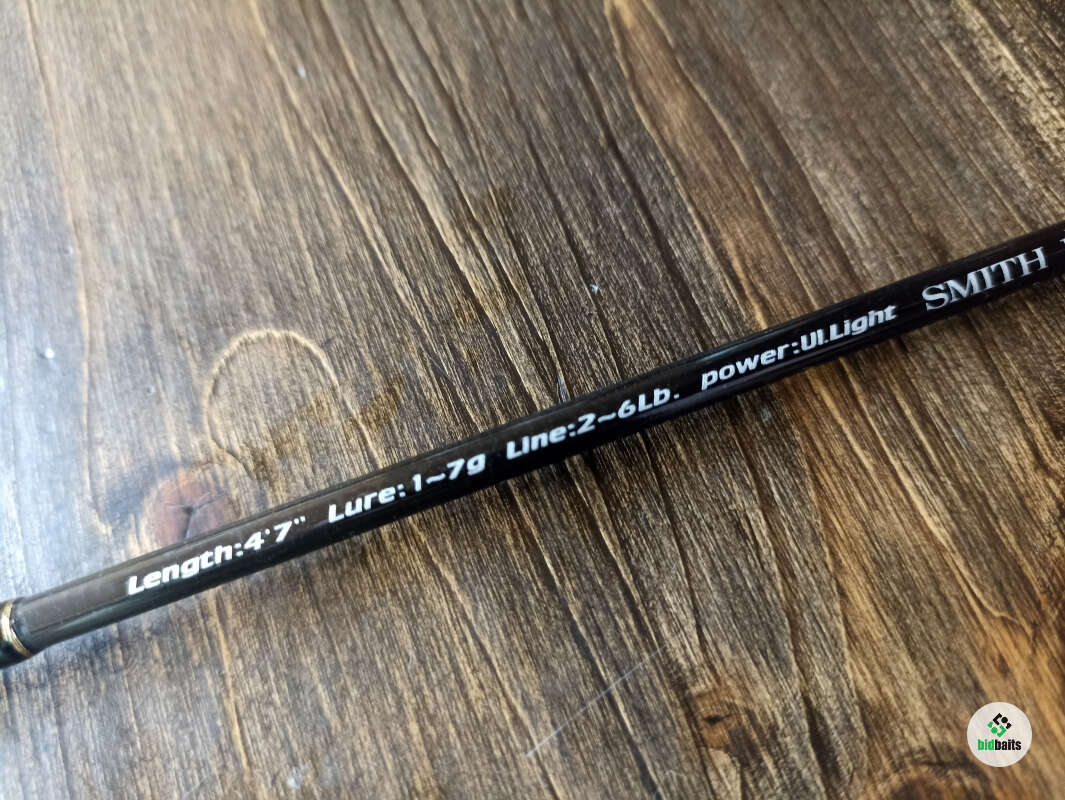 Length:4'7" Lure:1~7g Line:2~6Lb. power:Ul.Light SMITH
bidbaits